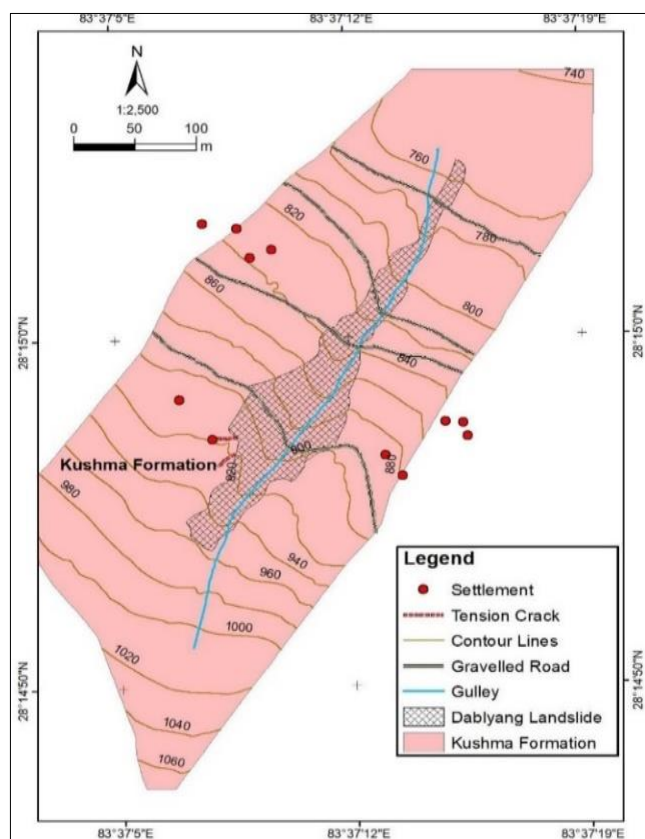 83°37'5"E 83°37'12"E 83°37'19"E
N
1:2,500
0 50 100
m
740
760
780
820
800
860
840
28°15'0"N 28°15'0"N
Kushma Formation
880
980
940
960
1000
1020
1040
1060
28°14'50"N 28°14'50"N
Legend
Settlement
Tension Crack
Contour Lines
Gravelled Road
Gulley
Dablyang Landslide
Kushma Formation
83°37'5"E 83°37'12"E 83°37'19"E